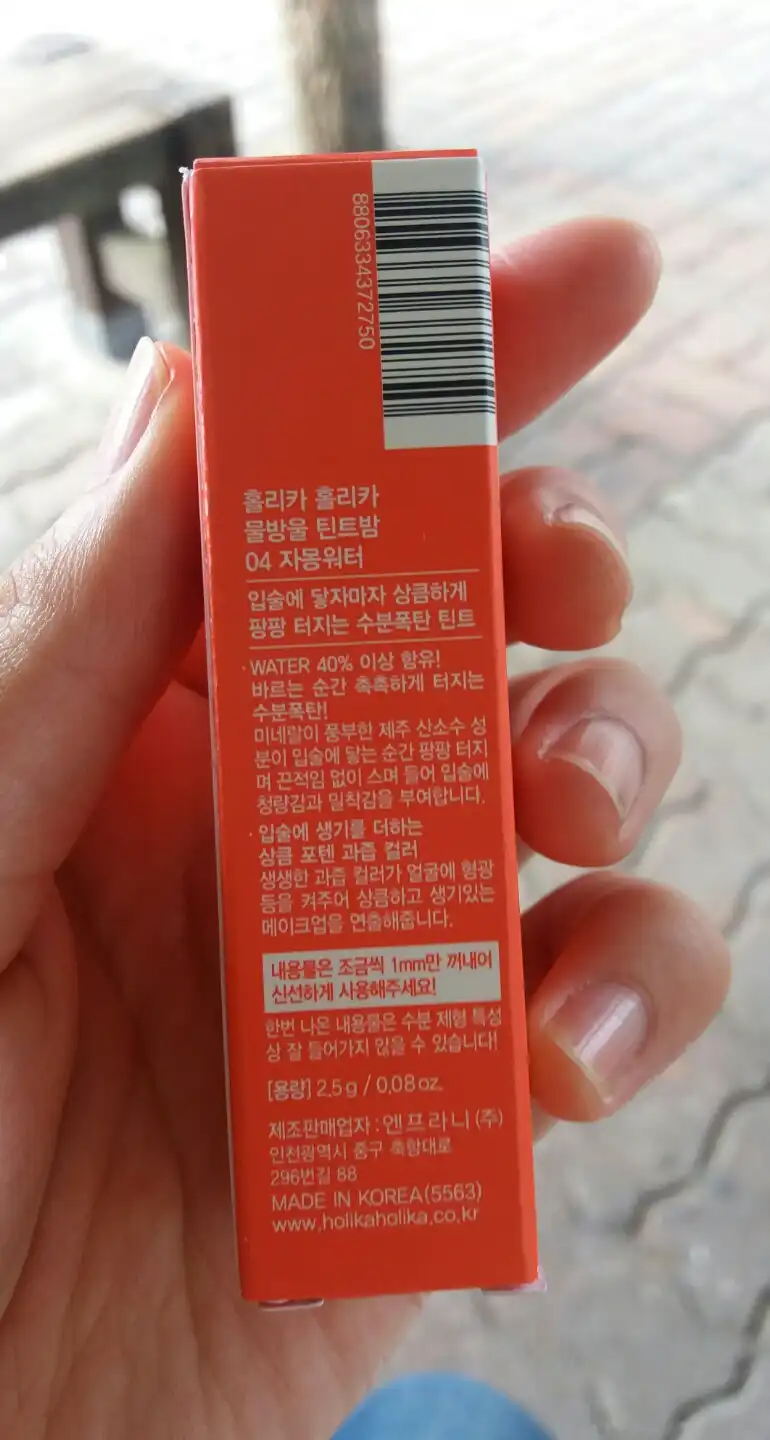 8806334372750
홀리카 홀리카
물방울 틴트밤
04 자몽워터
입술에 닿자마자 상큼하게
팡팡 터지는 수분폭탄 틴트
· WATER 40% 이상 함유!
바르는 순간 촉촉하게 터지는
수분폭탄!
미네랄이 풍부한 제주 산소수 성
분이 입술에 닿는 순간 팡팡 터지
며 끈적임 없이 스며 들어 입술에
청량감과 밀착감을 부여합니다.
· 입술에 생기를 더하는
상큼 포텐 과즙 컬러
생생한 과즙 컬러가 얼굴에 형광
등을 켜주어 상큼하고 생기있는
메이크업을 연출해줍니다.
내용물은 조금씩 1mm만 꺼내어
신선하게 사용해주세요!
한번 나온 내용물은 수분 제형 특성
상 잘 들어가지 않을 수 있습니다!
[용량] 2.5g / 0.08oz.
제조판매업자 : 엔프라니 (주)
인천광역시 중구 축항대로
296번길 88
MADE IN KOREA(5563)
www.holikaholika.co.kr